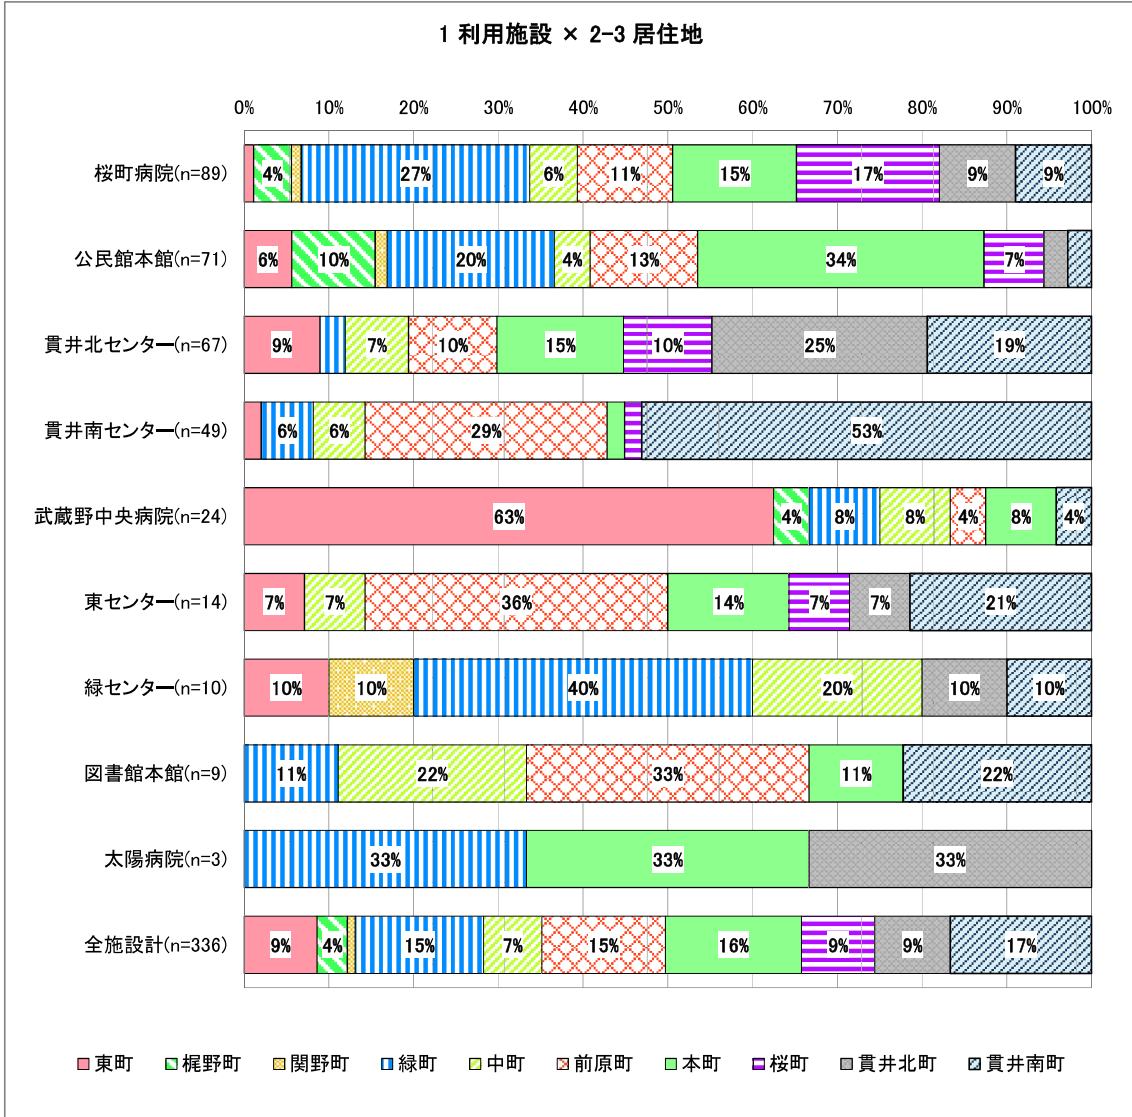 1 利用施設 × 2-3 居住地
0% 10% 20% 30% 40% 50% 60% 70% 80% 90% 100%
桜町病院(n=89) 4% 27% 6% 11% 15% 17% 9% 9%
公民館本館(n=71) 6% 10% 20% 4% 13% 34% 7%
貫井北センター(n=67) 9% 7% 10% 15% 10% 25% 19%
貫井南センター(n=49) 6% 6% 29% 53%
武蔵野中央病院(n=24) 63% 4% 8% 8% 4% 8% 4%
東センター(n=14) 7% 7% 36% 14% 7% 7% 21%
緑センター(n=10) 10% 10% 40% 20% 10% 10%
図書館本館(n=9) 11% 22% 33% 11% 22%
太陽病院(n=3) 33% 33% 33%
全施設計(n=336) 9% 4% 15% 7% 15% 16% 9% 9% 17%
東町 梶野町 関野町 緑町 中町 前原町 本町 桜町 貫井北町 貫井南町